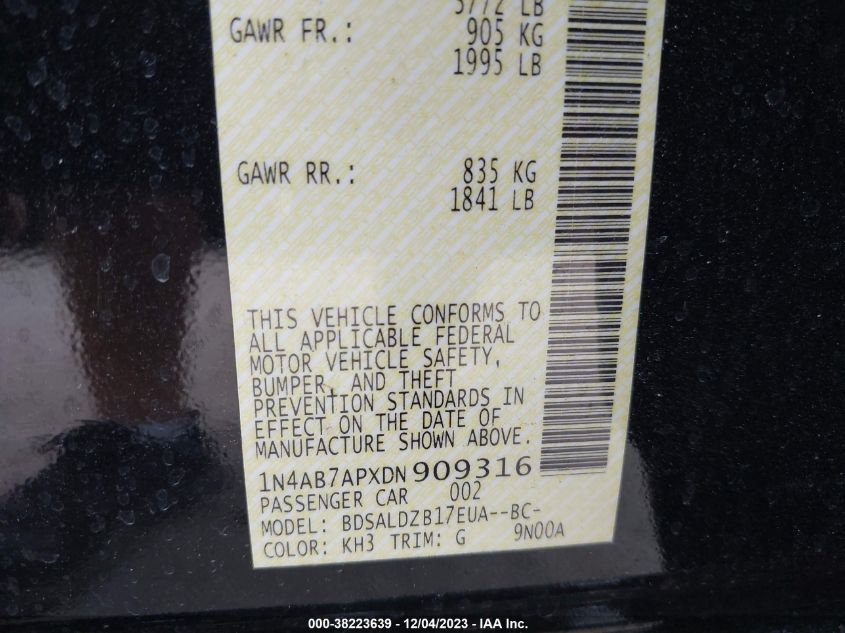 5772 LB
GAWR FR.: 905 KG
1995 LB
GAWR RR.: 835 KG
1841 LB
THIS VEHICLE CONFORMS TO
ALL APPLICABLE FEDERAL
MOTOR VEHICLE SAFETY,
BUMPER, AND THEFT
PREVENTION STANDARDS IN
EFFECT ON THE DATE OF
MANUFACTURE SHOWN ABOVE.
1N4AB7APXDN909316
PASSENGER CAR 002
MODEL: BDSALDZB17EUA--BC-
COLOR: KH3 TRIM: G 9N00A
000-38223639 - 12/04/2023 - IAA Inc.